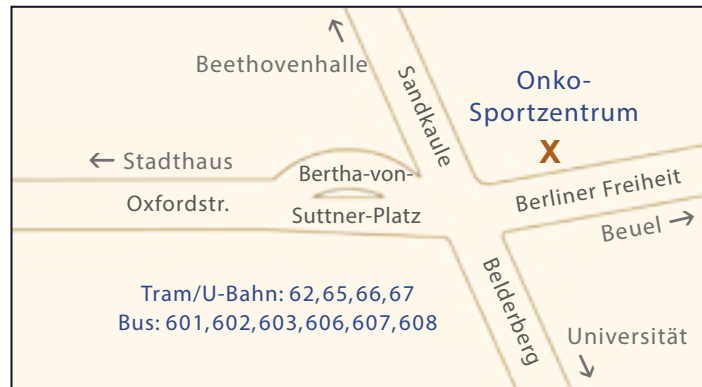 Beethovenhalle
Sandkaule
Onko-
Sportzentrum
X
← Stadthaus
Bertha-von-
Suttner-Platz
Oxfordstr.
Berliner Freiheit
Beuel →
Belderberg
Tram/U-Bahn: 62,65,66,67
Bus: 601,602,603,606,607,608
Universität